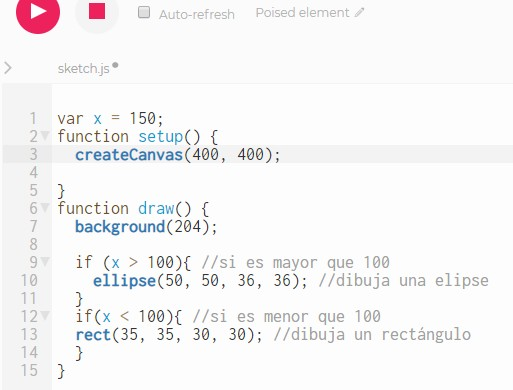 Auto-refresh Poised element
sketch.js
1 var x = 150;
2 function setup() {
3   createCanvas(400, 400);
4
5 }
6 function draw() {
7   background(204);
8
9   if (x > 100){ //si es mayor que 100
10     ellipse(50, 50, 36, 36); //dibuja una elipse
11   }
12   if(x < 100){ //si es menor que 100
13   rect(35, 35, 30, 30); //dibuja un rectángulo
14   }
15 }